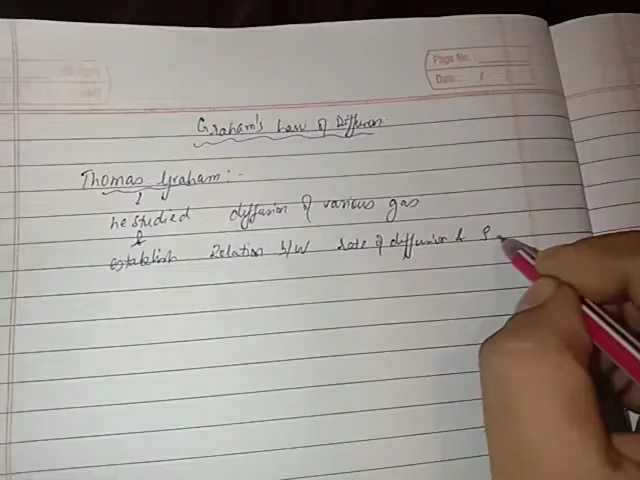 Page No.
Date: / /
Graham's Law of Diffuson
Thomas Graham:-
he studied diffusion of various gas
& establish Relation b/w rate of diffusion & ρ